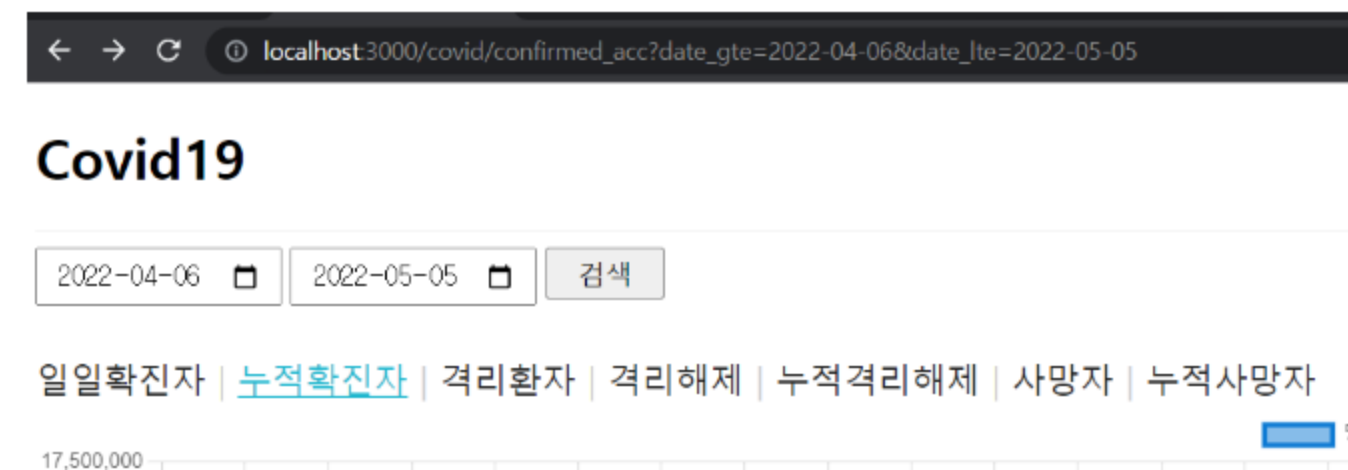 localhost:3000/covid/confirmed_acc?date_gte=2022-04-06&date_lte=2022-05-05
Covid19
2022-04-06 2022-05-05 검색
일일확진자 | 누적확진자 | 격리환자 | 격리해제 | 누적격리해제 | 사망자 | 누적사망자
17,500,000